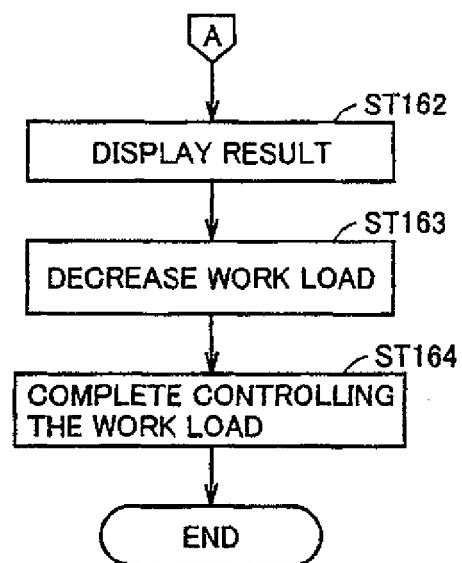 A
ST162
DISPLAY RESULT
ST163
DECREASE WORK LOAD
ST164
COMPLETE CONTROLLING
THE WORK LOAD
END